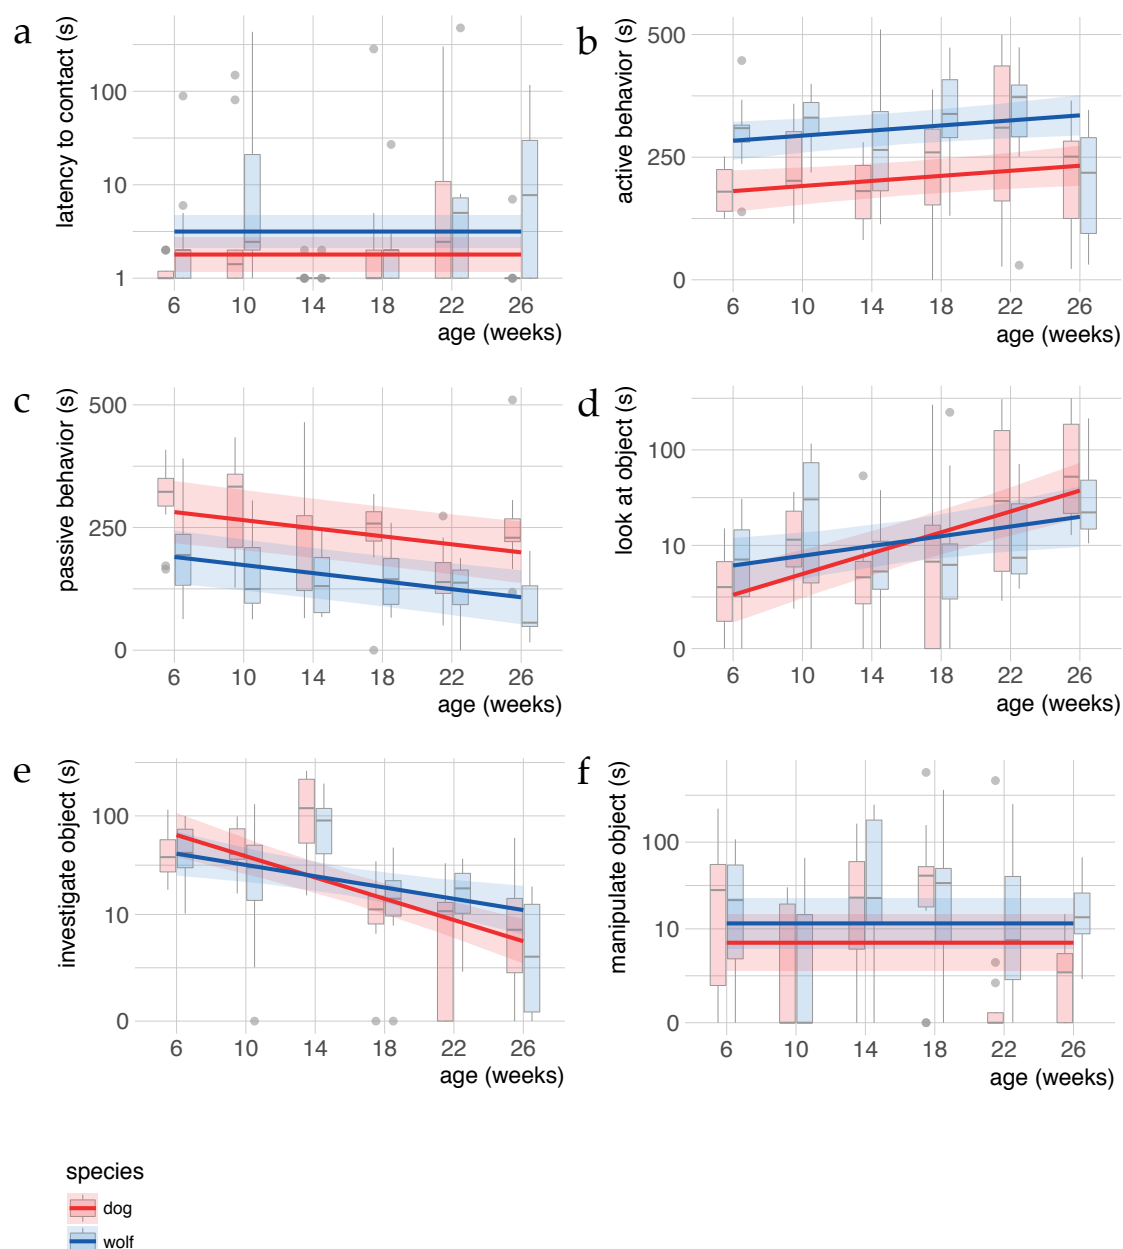 a
latency to contact (s)
100
10
1
6 10 14 18 22 26
age (weeks)
b
active behavior (s)
500
250
0
6 10 14 18 22 26
age (weeks)
c
passive behavior (s)
500
250
0
6 10 14 18 22 26
age (weeks)
d
look at object (s)
100
10
0
6 10 14 18 22 26
age (weeks)
e
investigate object (s)
100
10
0
6 10 14 18 22 26
age (weeks)
f
manipulate object (s)
100
10
0
6 10 14 18 22 26
age (weeks)
species
dog
wolf